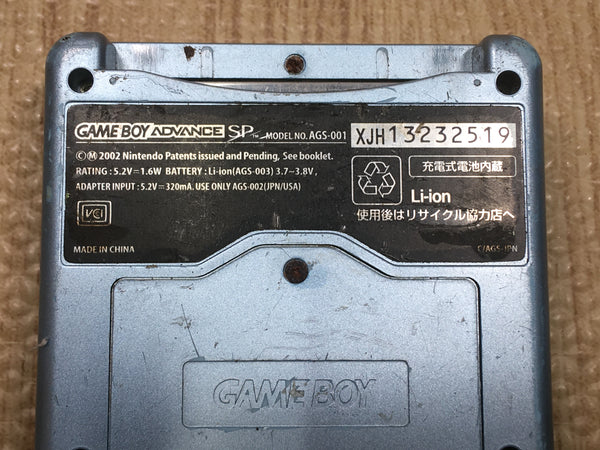 GAME BOY ADVANCE SP™ MODEL NO. AGS-001
XJH13232519
©Ⓜ 2002 Nintendo Patents issued and Pending, See booklet.
RATING : 5.2V⎓1.6W BATTERY : Li-ion(AGS-003) 3.7~3.8V,
ADAPTER INPUT : 5.2V⎓320mA. USE ONLY AGS-002(JPN/USA)
充電式電池内蔵
Li-ion
使用後はリサイクル協力店へ
VCI
MADE IN CHINA
C/AGS-JPN
GAME BOY